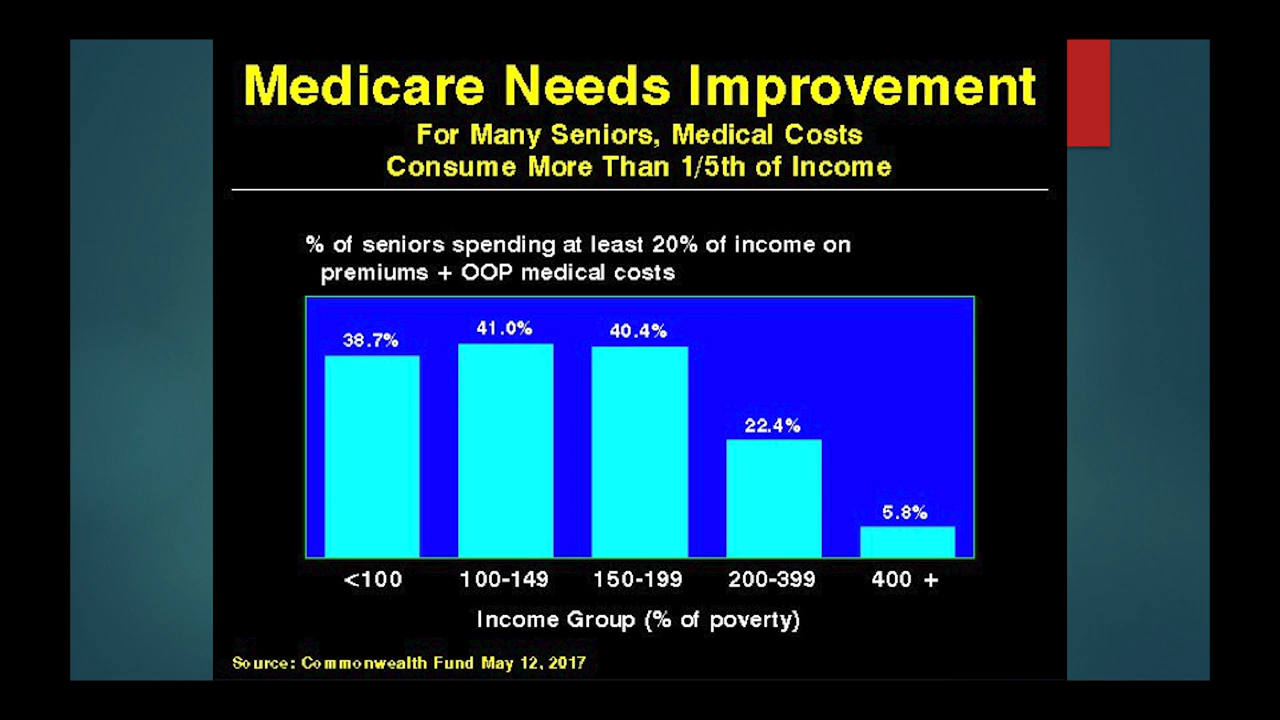 Medicare Needs Improvement
For Many Seniors, Medical Costs
Consume More Than 1/5th of Income
% of seniors spending at least 20% of income on
premiums + OOP medical costs
38.7%
41.0%
40.4%
22.4%
5.8%
<100
100-149
150-199
200-399
400 +
Income Group (% of poverty)
Source: Commonwealth Fund May 12, 2017